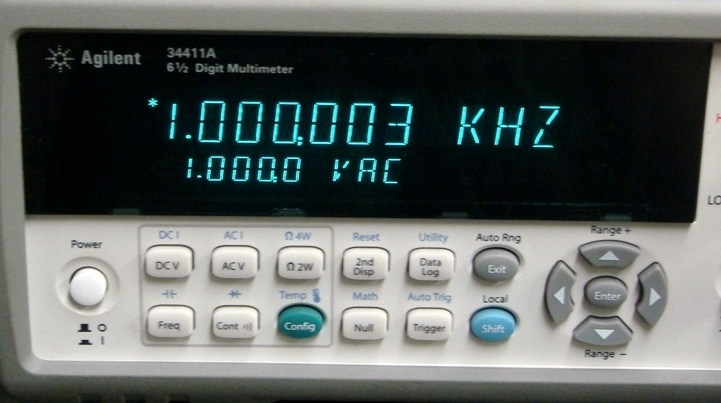 Agilent
34411A
6½ Digit Multimeter
*1.000,003 KHZ
1.000,0 VAC
Power
DC I
AC I
Ω 4W
Reset
Utility
Auto Rng
Range +
DC V
AC V
Ω 2W
2nd Disp
Data Log
Exit
Enter
Temp
Math
Auto Trig
Local
Freq
Cont
Config
Null
Trigger
Shift
Range −
O
I
H
LO